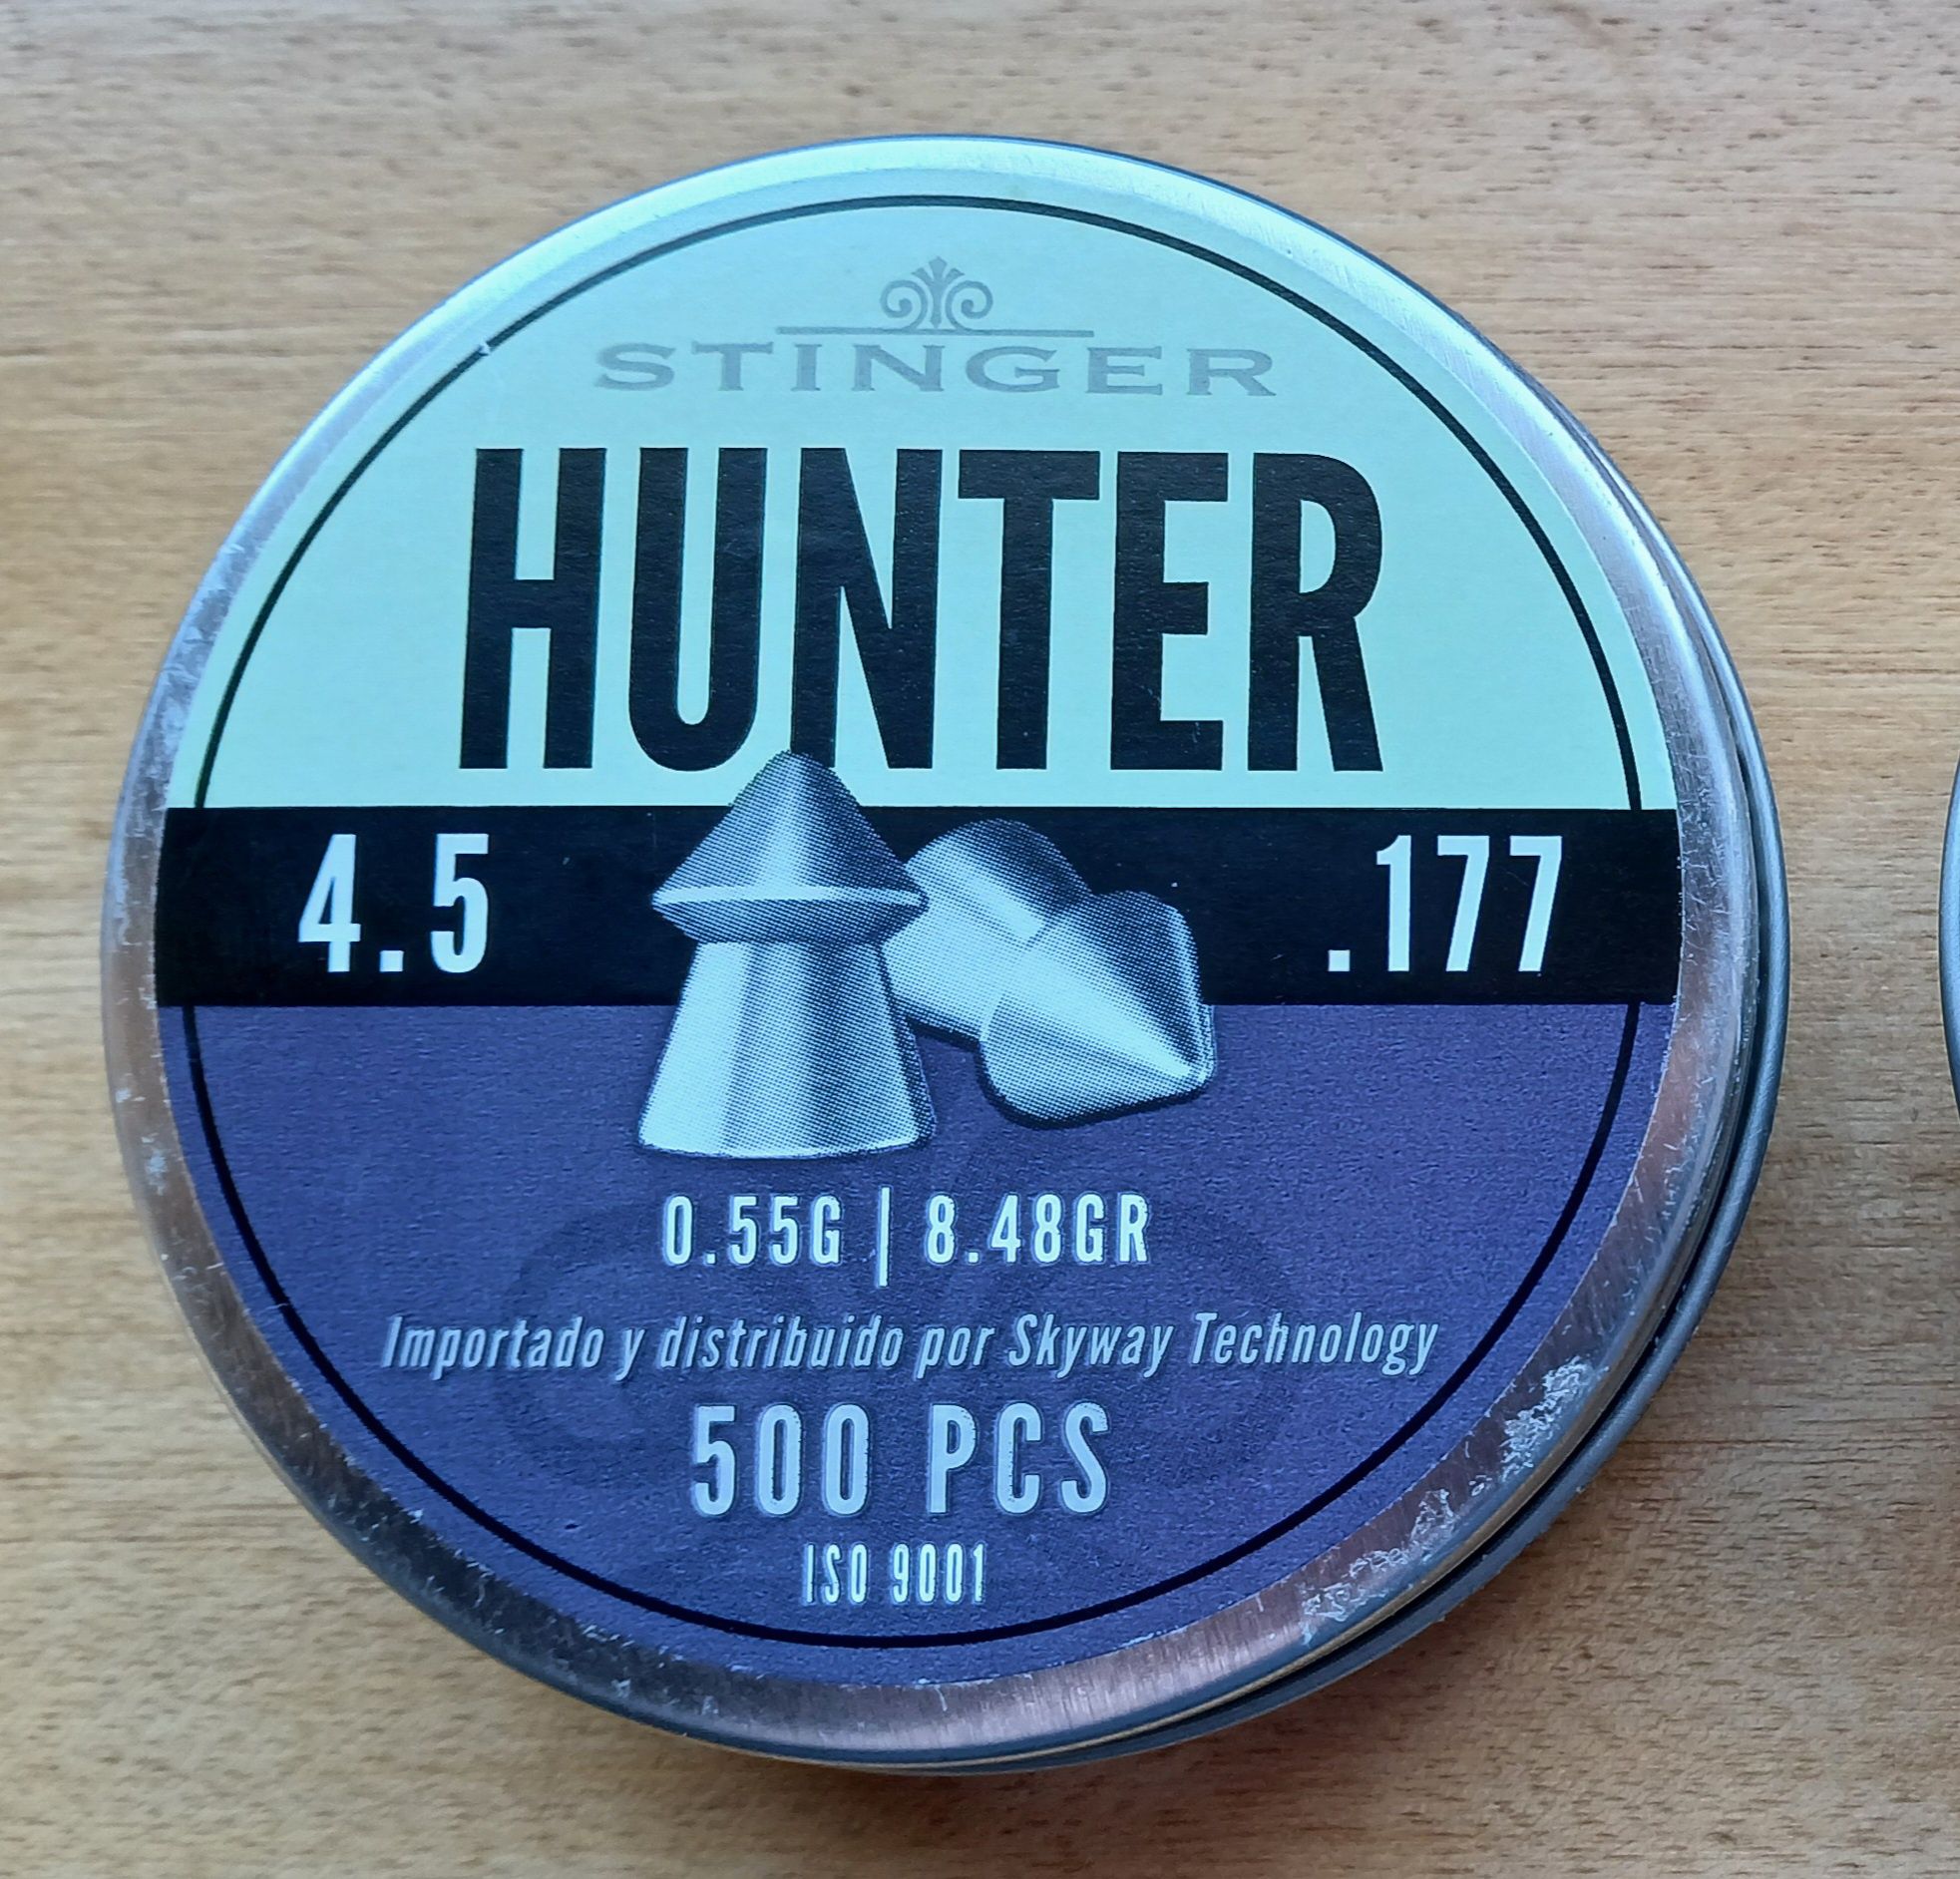 STINGER
HUNTER
4.5 .177
0.55G | 8.48GR
Importado y distribuido por Skyway Technology
500 PCS
ISO 9001